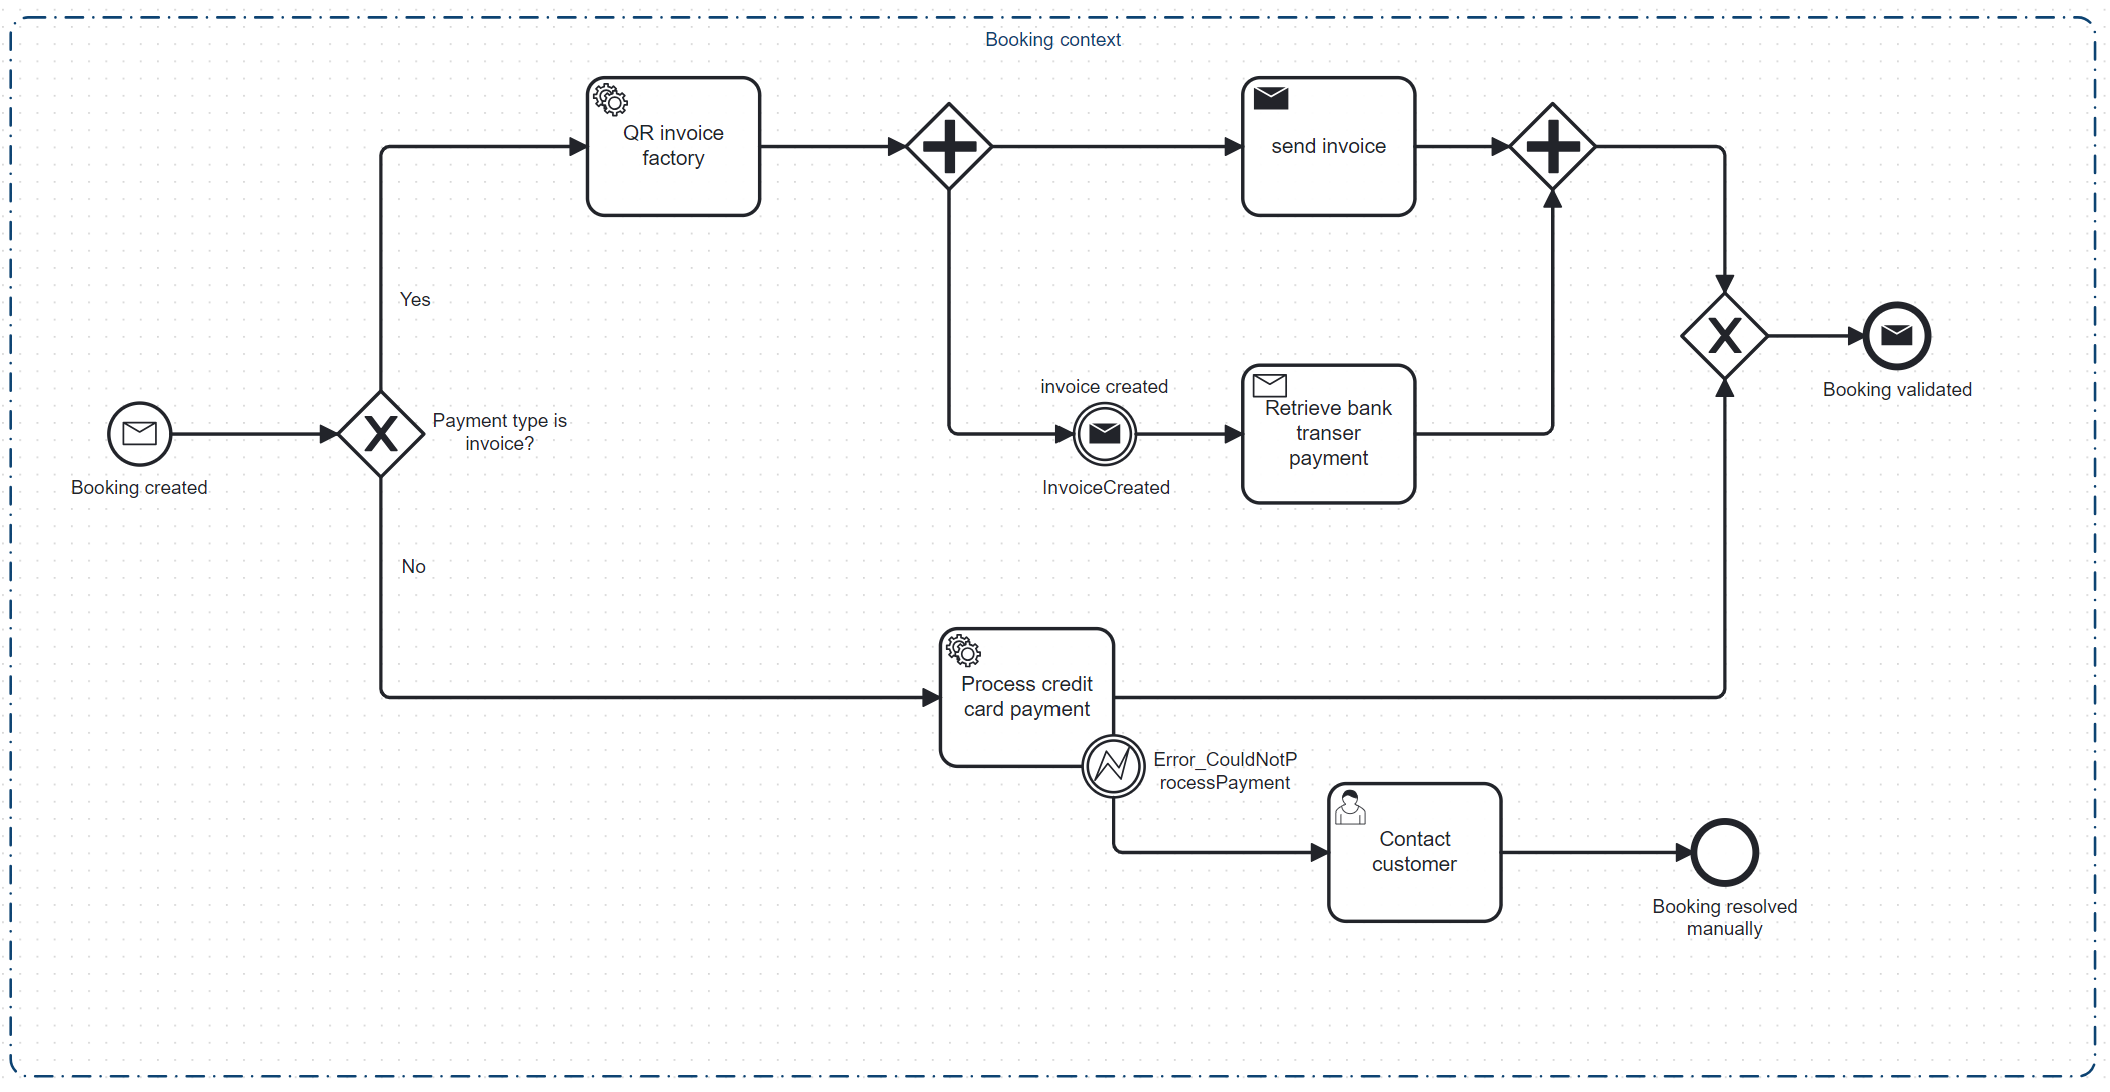 Booking context
QR invoice
factory
send invoice
Yes
invoice created
Booking validated
Retrieve bank
transer
payment
Payment type is
invoice?
Booking created
InvoiceCreated
No
Process credit
card payment
Error_CouldNotP
rocessPayment
Contact
customer
Booking resolved
manually